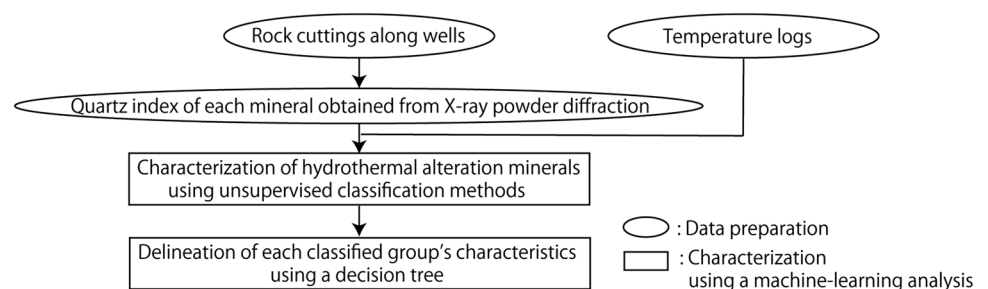 Rock cuttings along wells
Temperature logs
Quartz index of each mineral obtained from X-ray powder diffraction
Characterization of hydrothermal alteration minerals
using unsupervised classification methods
Delineation of each classified group's characteristics
using a decision tree
: Data preparation
: Characterization
using a machine-learning analysis